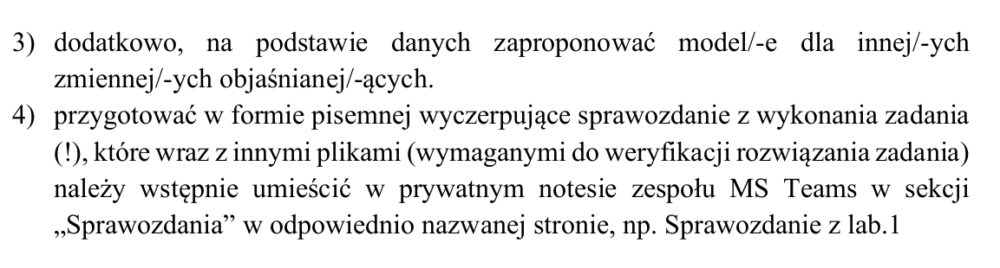 3) dodatkowo, na podstawie danych zaproponować model/-e dla innej/-ych
zmiennej/-ych objaśnianej/-ących.
4) przygotować w formie pisemnej wyczerpujące sprawozdanie z wykonania zadania
(!), które wraz z innymi plikami (wymaganymi do weryfikacji rozwiązania zadania)
należy wstępnie umieścić w prywatnym notesie zespołu MS Teams w sekcji
„Sprawozdania” w odpowiednio nazwanej stronie, np. Sprawozdanie z lab.1